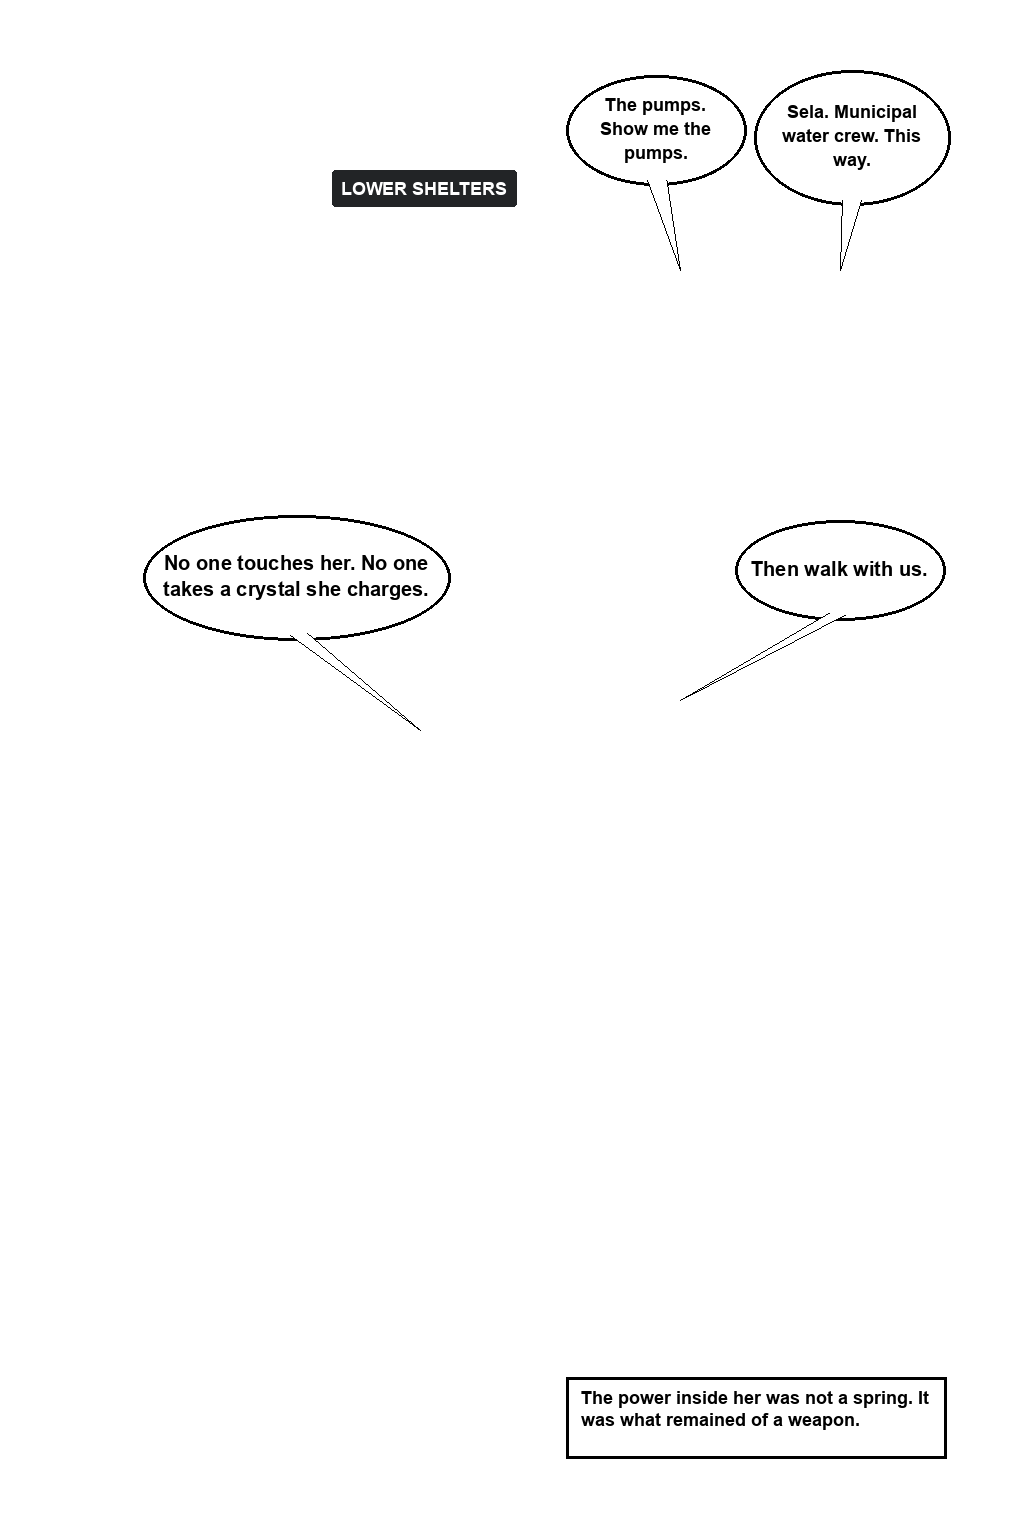 LOWER SHELTERS
The pumps.
Show me the
pumps.
Sela. Municipal
water crew. This
way.
No one touches her. No one
takes a crystal she charges.
Then walk with us.
The power inside her was not a spring. It
was what remained of a weapon.